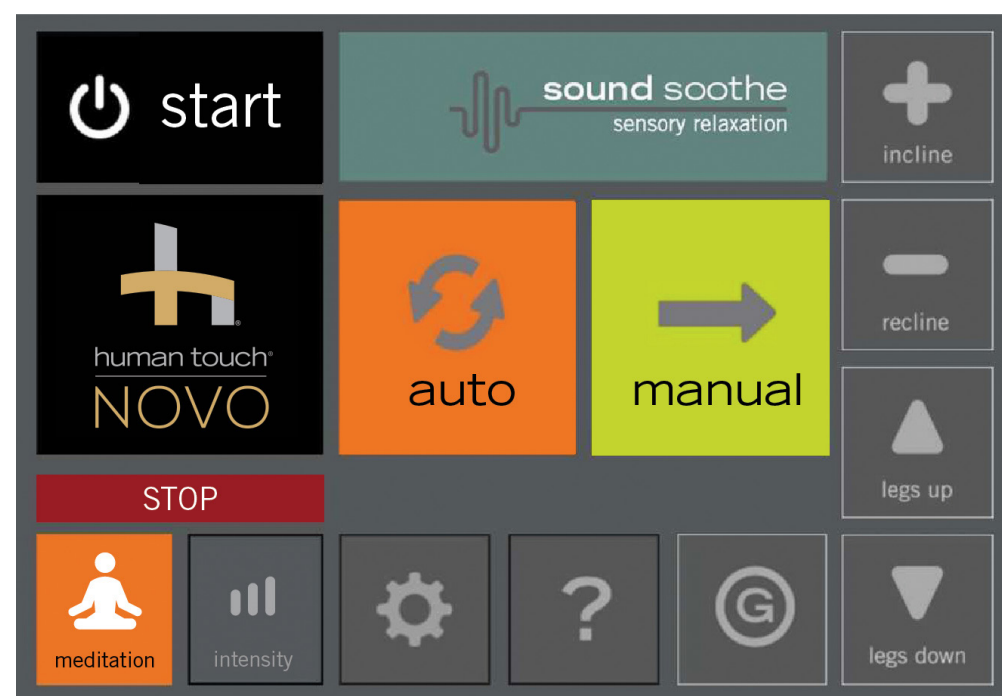 start
sound soothe
sensory relaxation
incline
human touch®
NOVO
auto
manual
recline
STOP
legs up
meditation
intensity
?
G
legs down